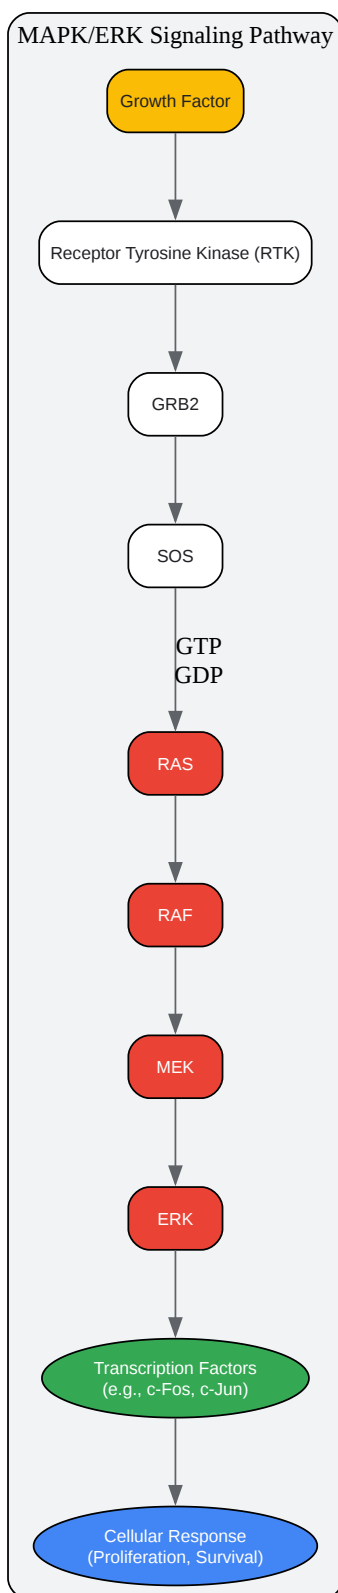 MAPK/ERK Signaling Pathway
Growth Factor
Receptor Tyrosine Kinase (RTK)
GRB2
SOS
GTP
GDP
RAS
RAF
MEK
ERK
Transcription Factors
(e.g., c-Fos, c-Jun)
Cellular Response
(Proliferation, Survival)